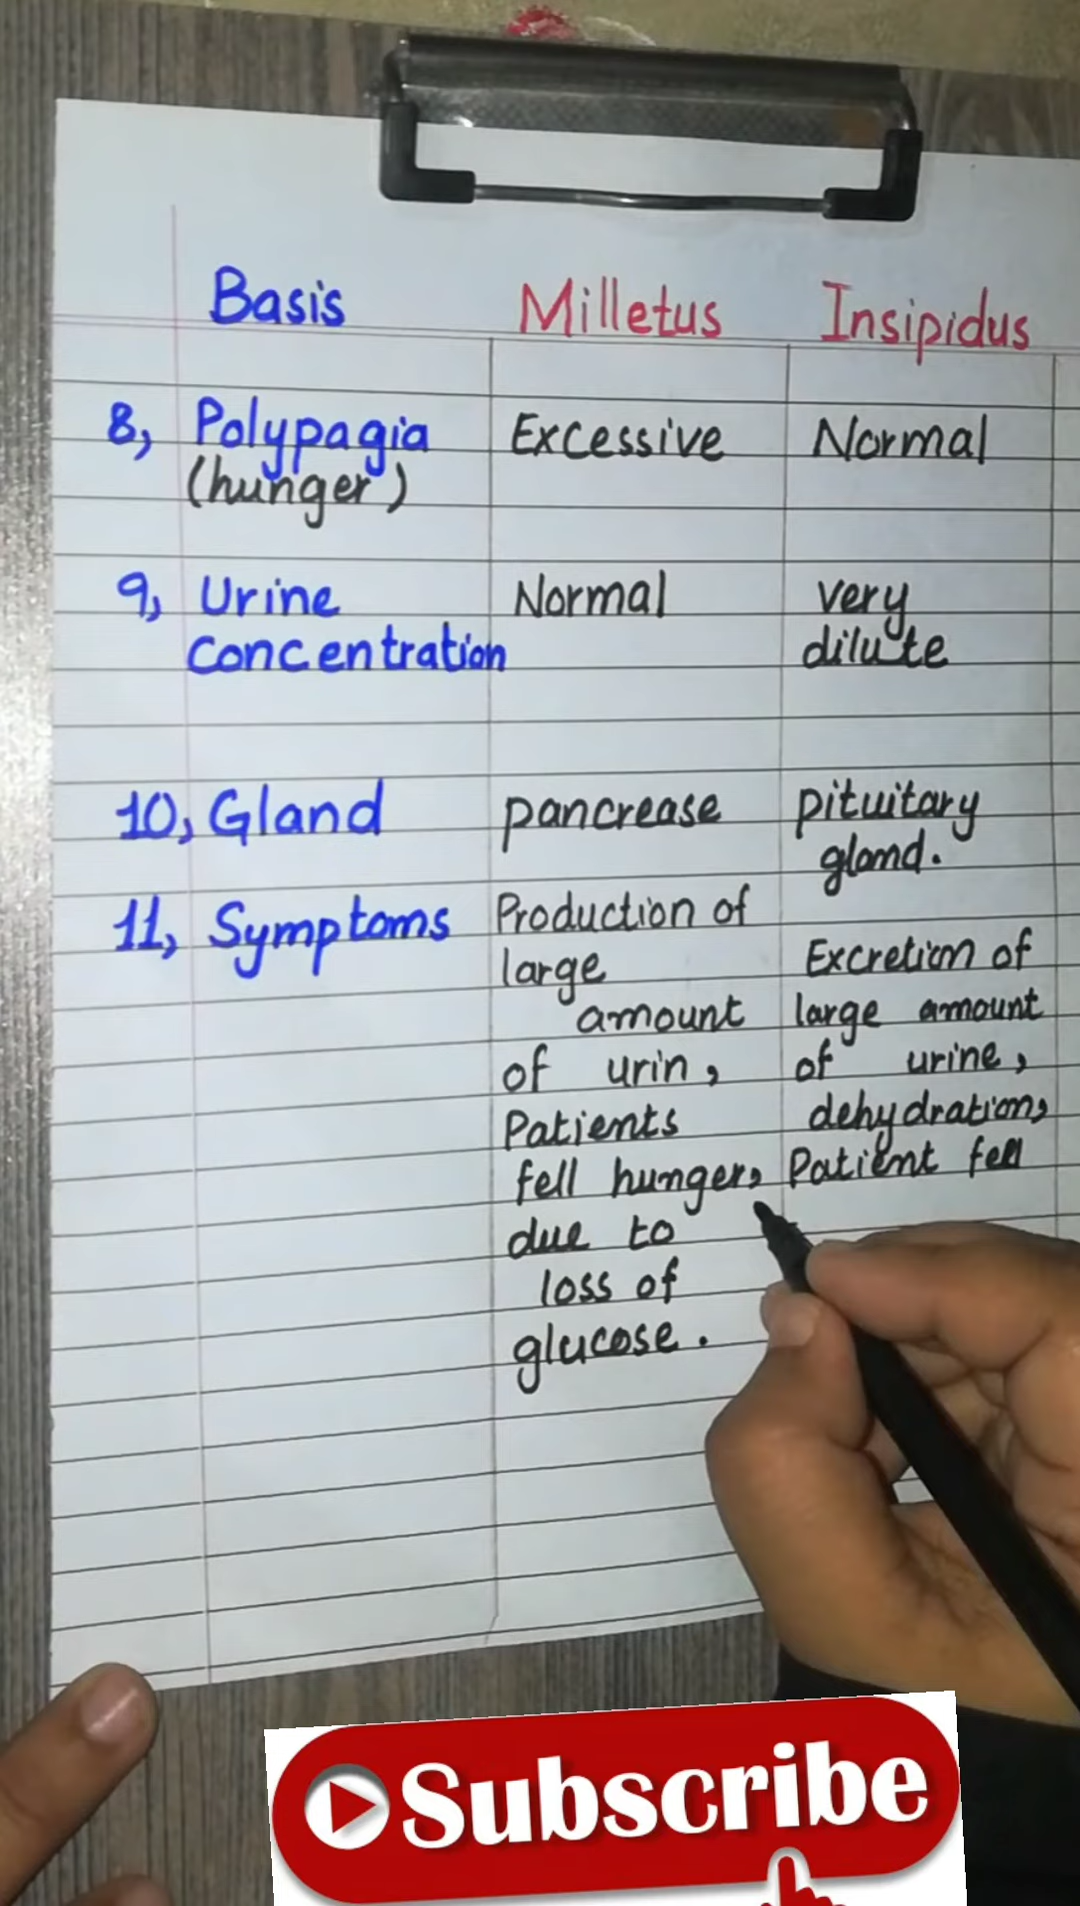 Basis Milletus Insipidus
8, Polypagia Excessive Normal
(hunger)
9, Urine Normal very
concentration dilute
10, Gland pancrease pituitary
gland.
11, Symptoms Production of
large Excretion of
amount large amount
of urin, of urine,
Patients dehydration,
fell hunger, Patient fell
due to
loss of
glucose.
Subscribe